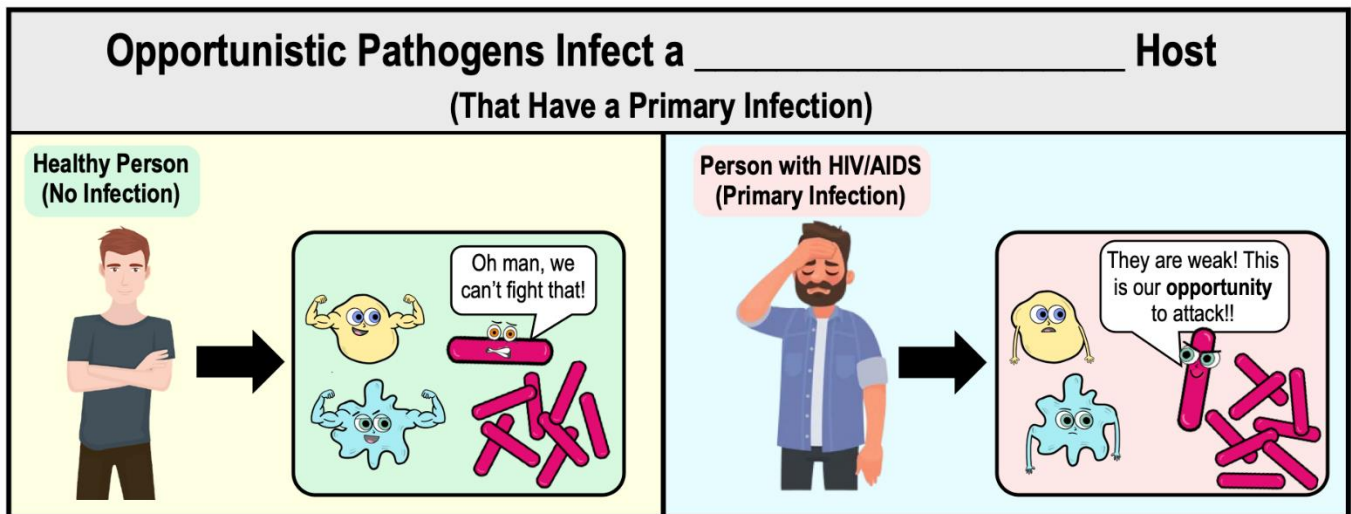 Opportunistic Pathogens Infect a ______________________ Host
(That Have a Primary Infection)
Healthy Person
(No Infection)
Oh man, we
can't fight that!
Person with HIV/AIDS
(Primary Infection)
They are weak! This
is our opportunity
to attack!!